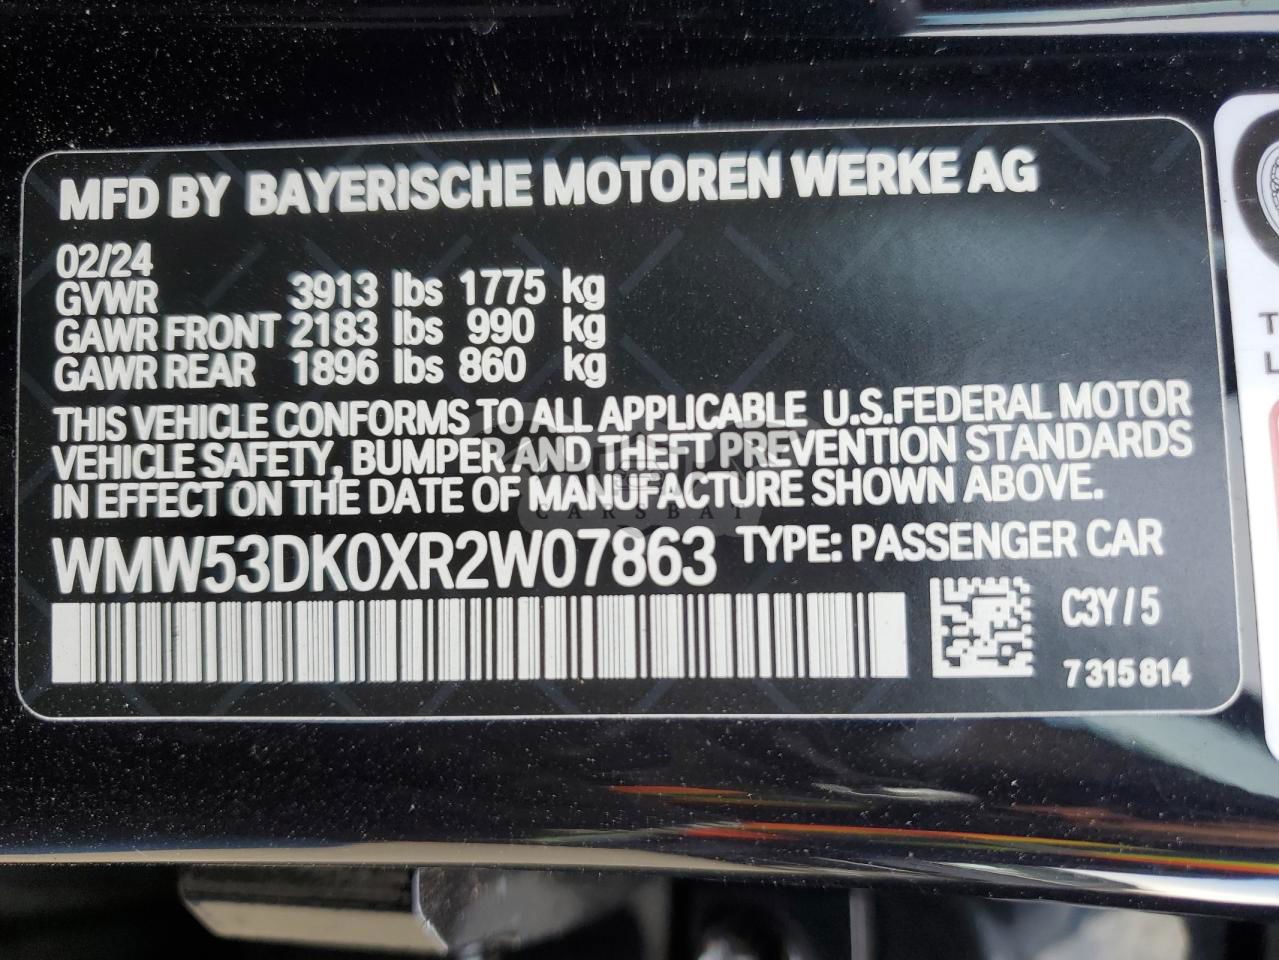 MFD BY BAYERISCHE MOTOREN WERKE AG
02/24
GVWR 3913 lbs 1775 kg
GAWR FRONT 2183 lbs 990 kg
GAWR REAR 1896 lbs 860 kg
THIS VEHICLE CONFORMS TO ALL APPLICABLE U.S.FEDERAL MOTOR
VEHICLE SAFETY, BUMPER AND THEFT PREVENTION STANDARDS
IN EFFECT ON THE DATE OF MANUFACTURE SHOWN ABOVE.
CARSBAT
WMW53DK0XR2W07863 TYPE: PASSENGER CAR
C3Y / 5
7 315 814
T
L